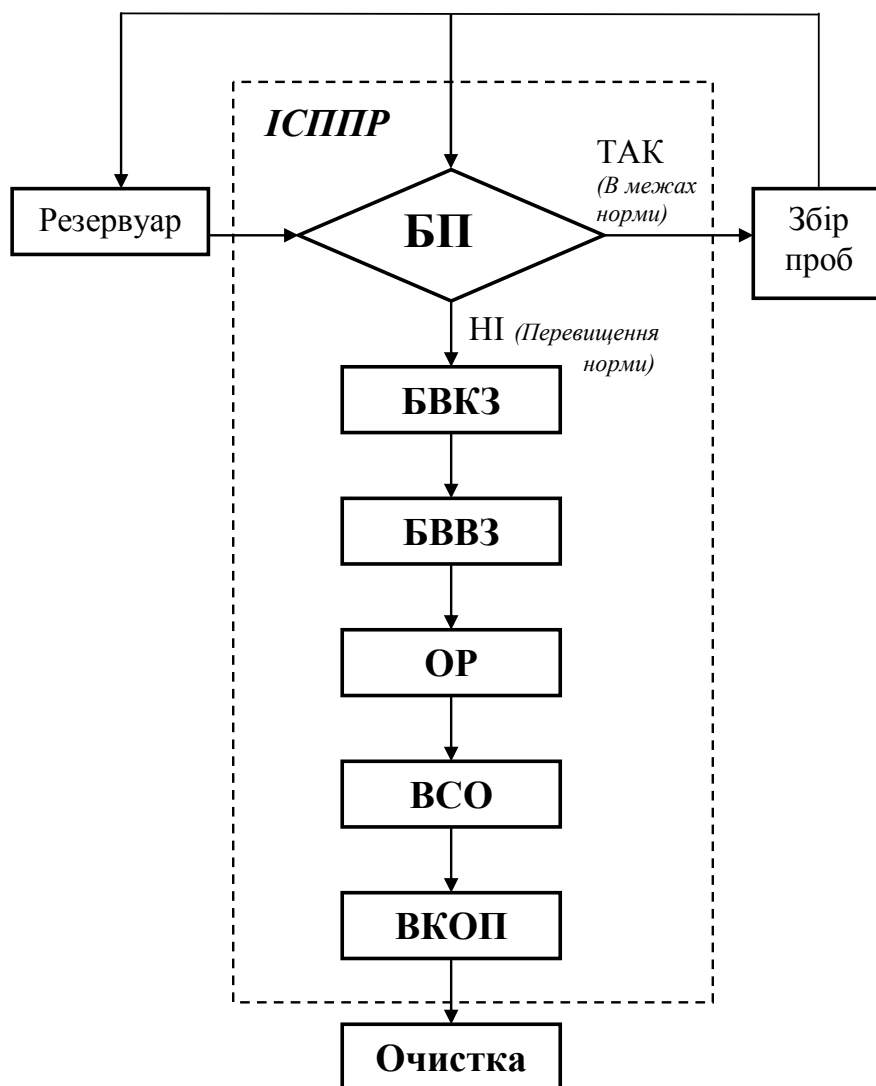 ІСППР
ТАК
(В межах
норми)
Резервуар
БП
Збір
проб
НІ (Перевищення
норми)
БВКЗ
БВВЗ
ОР
ВСО
ВКОП
Очистка